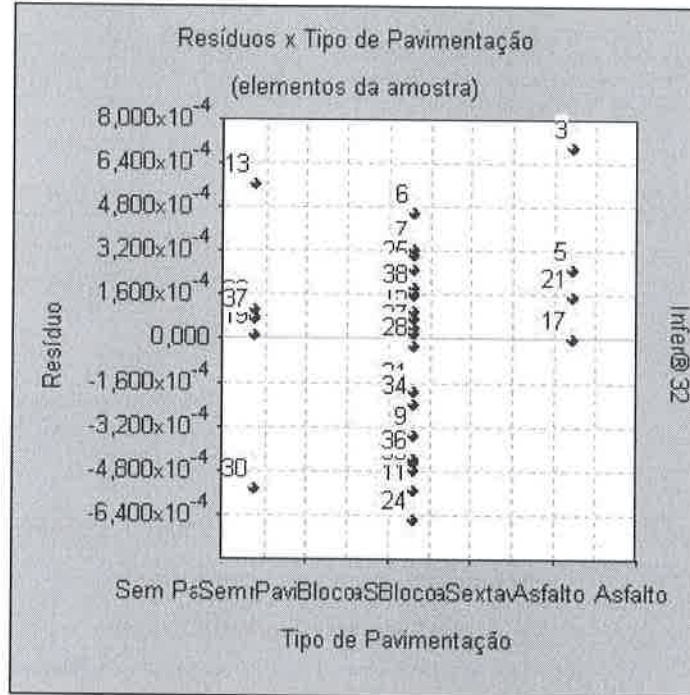 Resíduos x Tipo de Pavimentação
(elementos da amostra)
8,000x10⁻⁴
6,400x10⁻⁴
4,800x10⁻⁴
3,200x10⁻⁴
1,600x10⁻⁴
0,000
-1,600x10⁻⁴
-3,200x10⁻⁴
-4,800x10⁻⁴
-6,400x10⁻⁴
Resíduo
13
37
19
30
6
7
25
38
28
34
9
36
11
24
3
5
21
17
Infer@32
Asfalto Asfalto
Tipo de Pavimentação